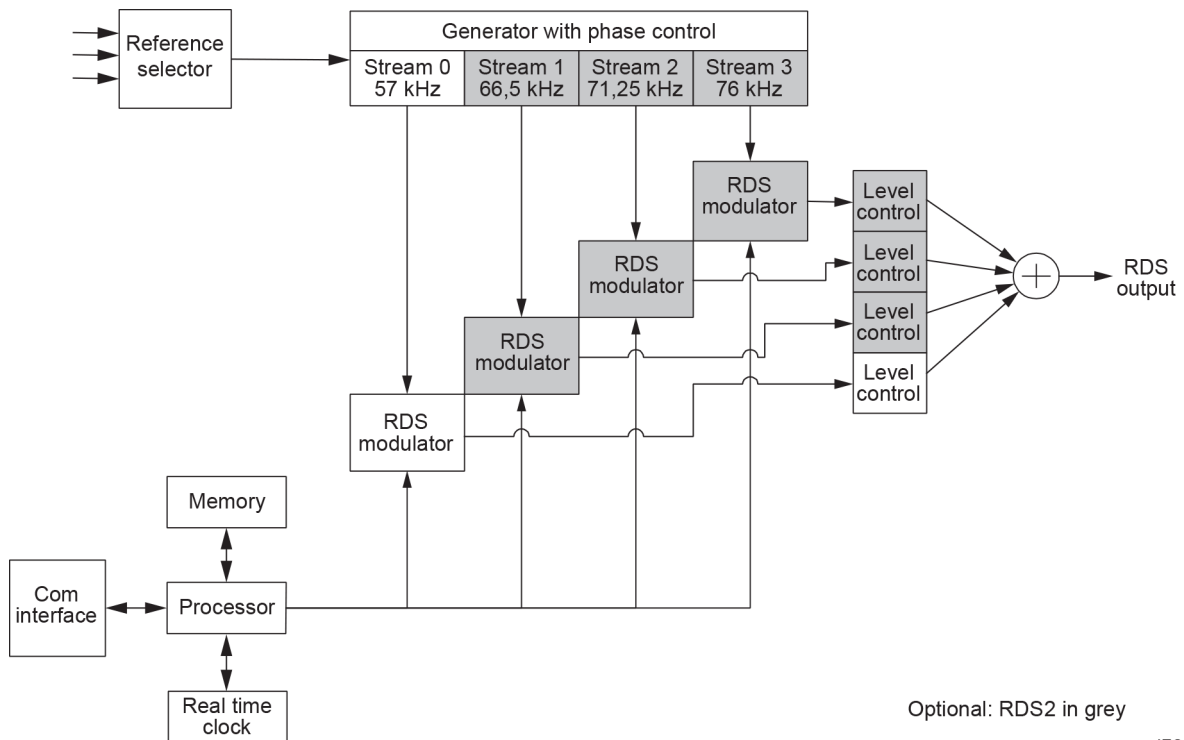 Reference
selector
Generator with phase control
Stream 0
57 kHz
Stream 1
66,5 kHz
Stream 2
71,25 kHz
Stream 3
76 kHz
RDS
modulator
Level
control
RDS
modulator
Level
control
RDS
output
RDS
modulator
Level
control
RDS
modulator
Level
control
Memory
Com
interface
Processor
Real time
clock
Optional: RDS2 in grey